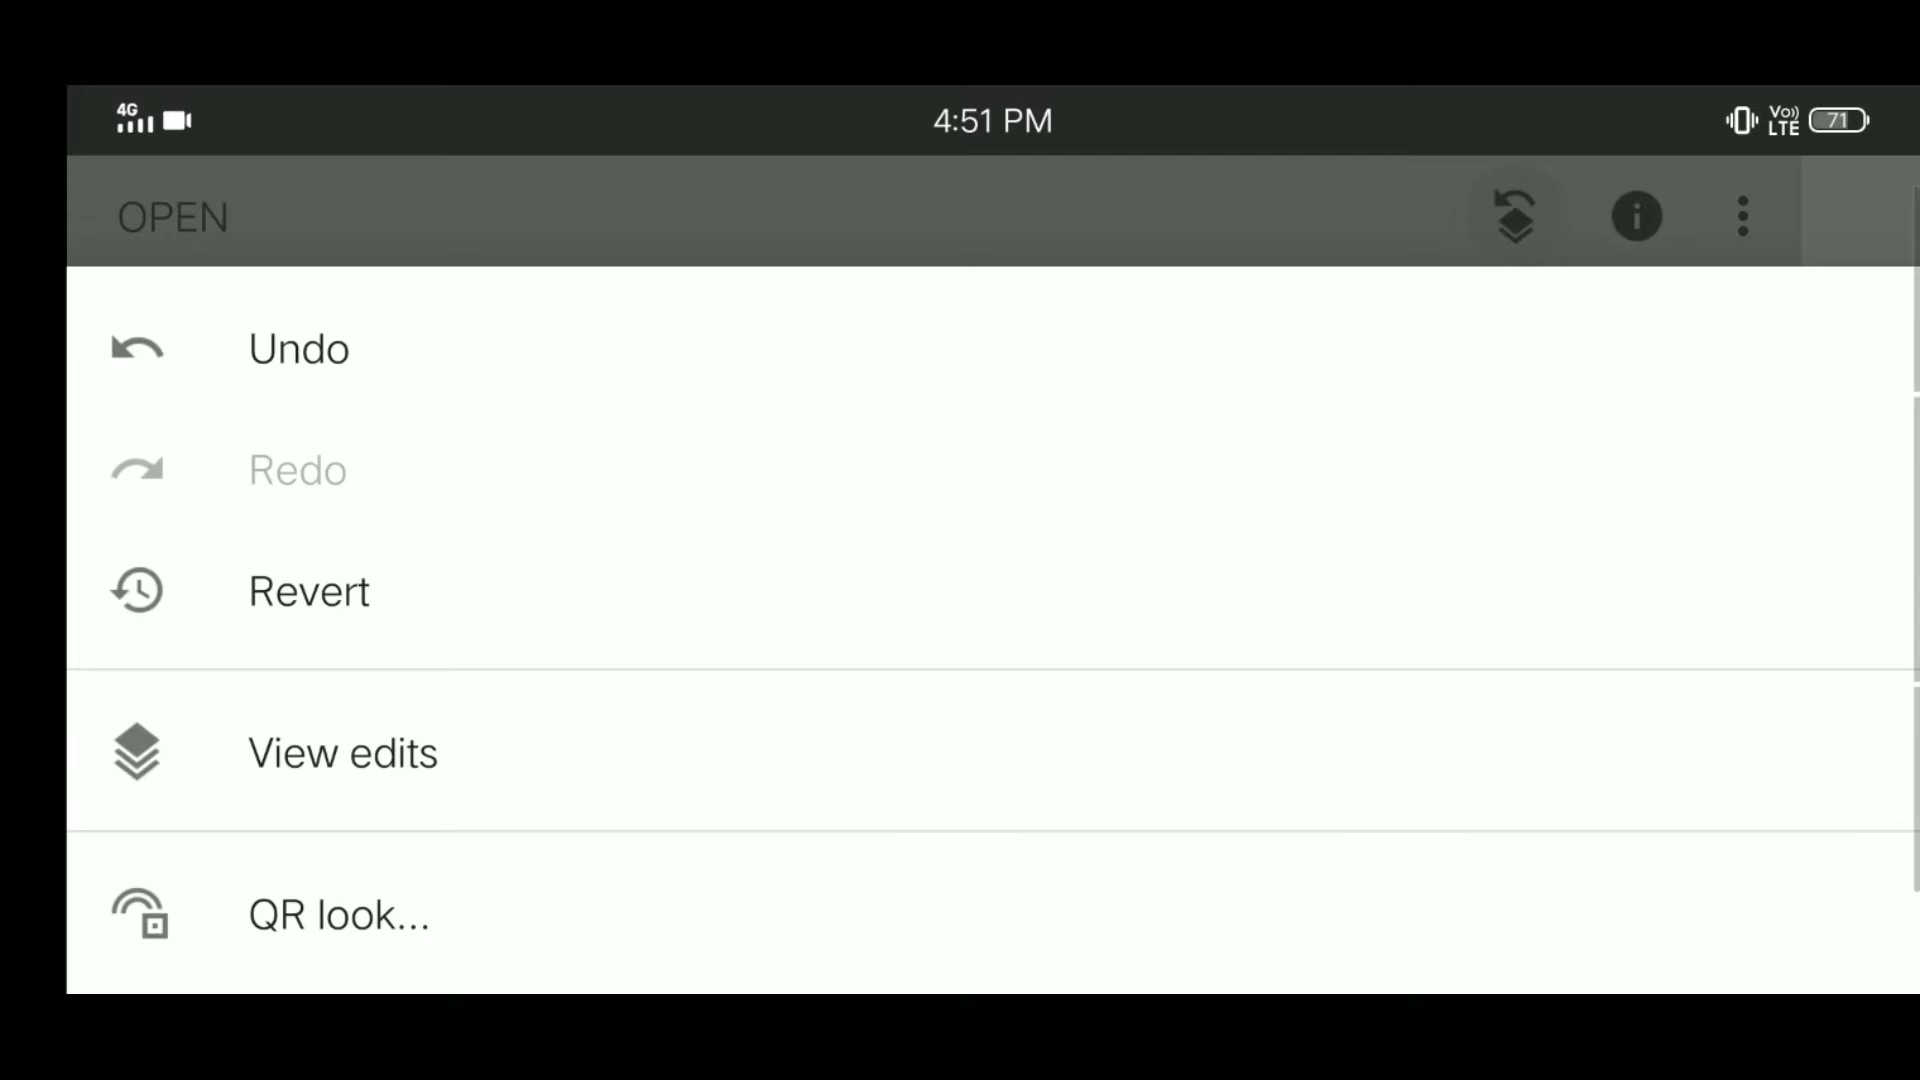 4G
4:51 PM
Vo))
LTE
71
OPEN
Undo
Redo
Revert
View edits
QR look...